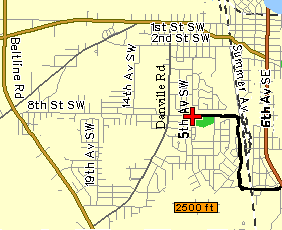 1st St SW
2nd St SW
Beltline Rd
14th Av SW
Danville Rd
Summer Av
8th St SW
5th Av SW
6th Av SE
19th Av SW
2500 ft